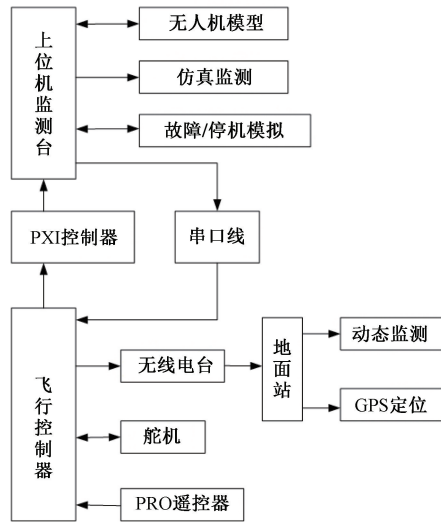 上位机监测台
无人机模型
仿真监测
故障/停机模拟
PXI控制器
串口线
飞行控制器
无线电台
地面站
动态监测
GPS定位
舵机
PRO遥控器